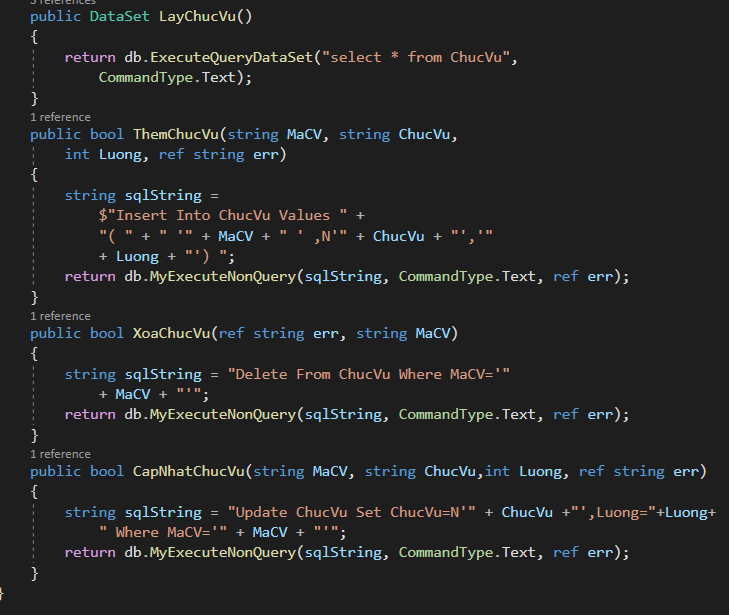 3 references
public DataSet LayChucVu()
{
return db.ExecuteQueryDataSet("select * from ChucVu",
CommandType.Text);
}
1 reference
public bool ThemChucVu(string MaCV, string ChucVu,
int Luong, ref string err)
{
string sqlString =
$"Insert Into ChucVu Values " +
"( " + " '" + MaCV + " ' ,N'" + ChucVu + "','"
+ Luong + "') ";
return db.MyExecuteNonQuery(sqlString, CommandType.Text, ref err);
}
1 reference
public bool XoaChucVu(ref string err, string MaCV)
{
string sqlString = "Delete From ChucVu Where MaCV='"
+ MaCV + "'";
return db.MyExecuteNonQuery(sqlString, CommandType.Text, ref err);
}
1 reference
public bool CapNhatChucVu(string MaCV, string ChucVu,int Luong, ref string err)
{
string sqlString = "Update ChucVu Set ChucVu=N'" + ChucVu +"',Luong="+Luong+
" Where MaCV='" + MaCV + "'";
return db.MyExecuteNonQuery(sqlString, CommandType.Text, ref err);
}
}